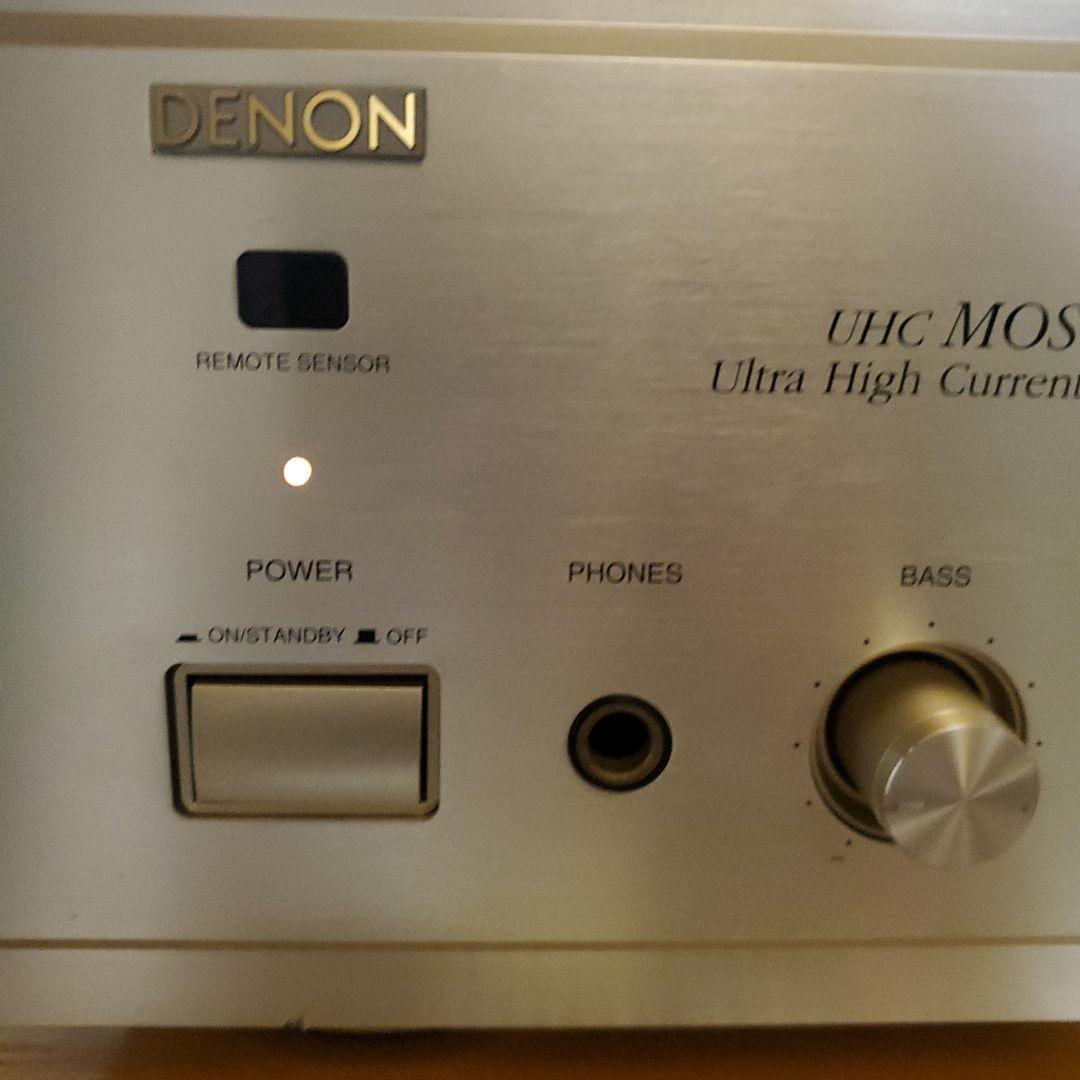 DENON
REMOTE SENSOR
UHC MOS
Ultra High Current
POWER
PHONES
BASS
ON/STANDBY OFF